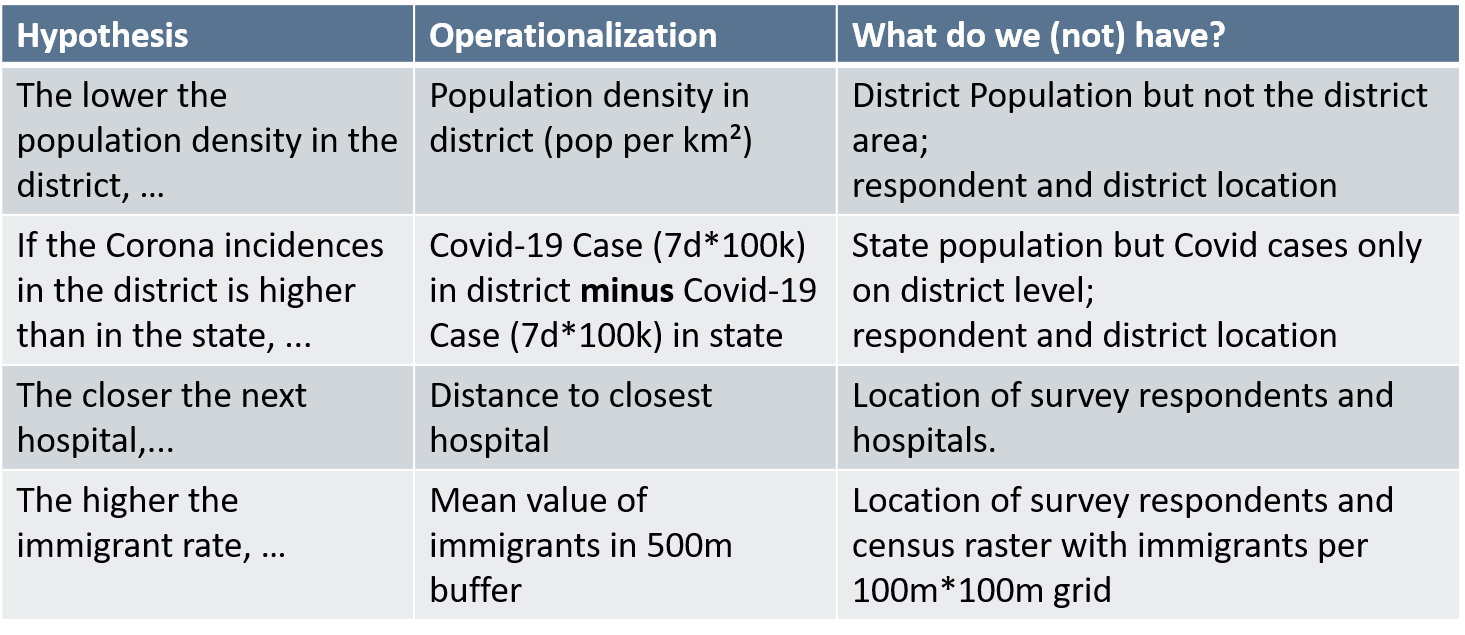 Hypothesis
Operationalization
What do we (not) have?
The lower the
population density in the
district, ...
Population density in
district (pop per km²)
District Population but not the district
area;
respondent and district location
If the Corona incidences
in the district is higher
than in the state, ...
Covid-19 Case (7d*100k)
in district minus Covid-19
Case (7d*100k) in state
State population but Covid cases only
on district level;
respondent and district location
The closer the next
hospital,...
Distance to closest
hospital
Location of survey respondents and
hospitals.
The higher the
immigrant rate, ...
Mean value of
immigrants in 500m
buffer
Location of survey respondents and
census raster with immigrants per
100m*100m grid